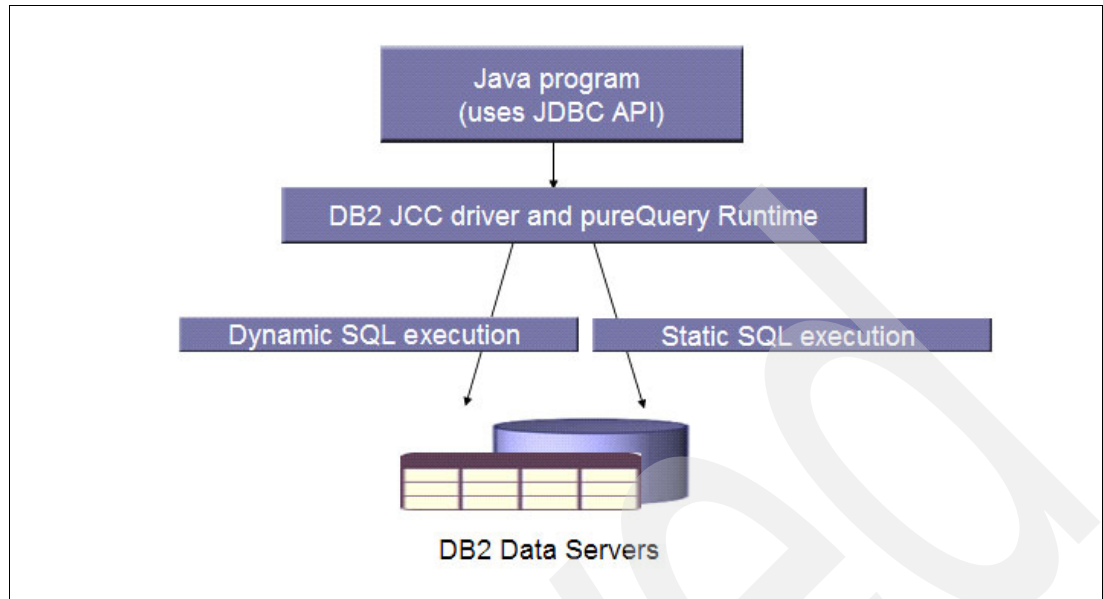 Java program
(uses JDBC API)
DB2 JCC driver and pureQuery Runtime
Dynamic SQL execution
Static SQL execution
DB2 Data Servers